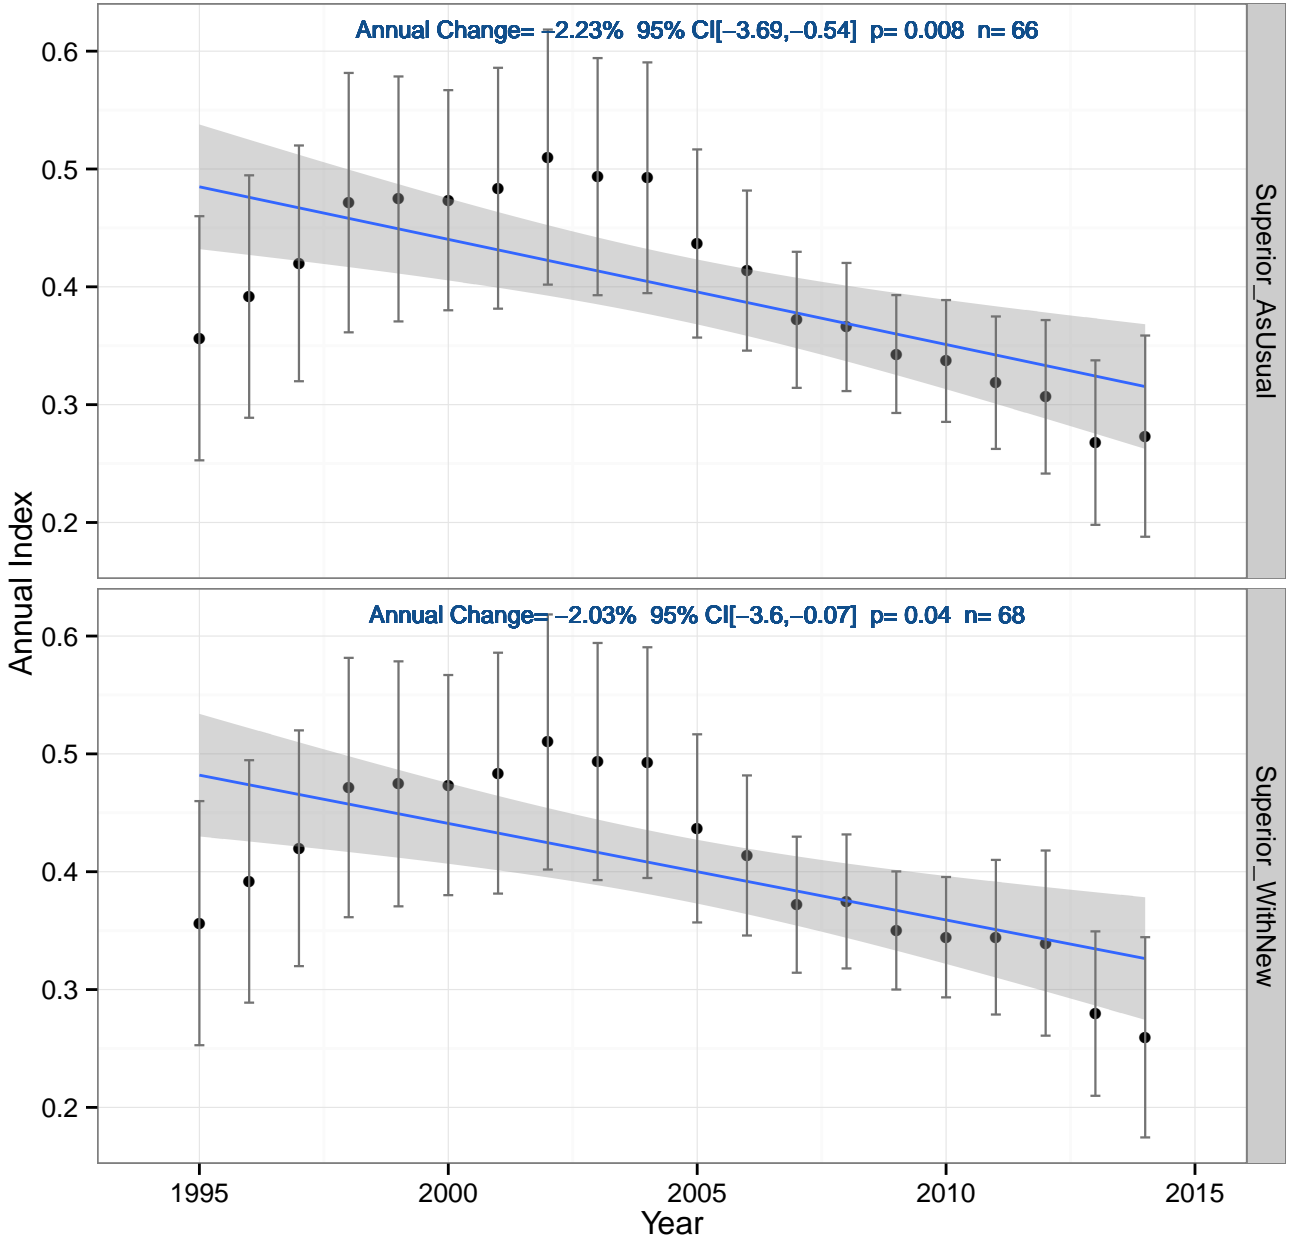 Annual Change= −2.23%  95% CI[−3.69,−0.54]  p= 0.008  n= 66
0.6
0.5
0.4
0.3
0.2
Superior_AsUsual
Annual Index
Annual Change= −2.03%  95% CI[−3.6,−0.07]  p= 0.04  n= 68
0.6
0.5
0.4
0.3
0.2
Superior_WithNew
1995 2000 2005 2010 2015
Year